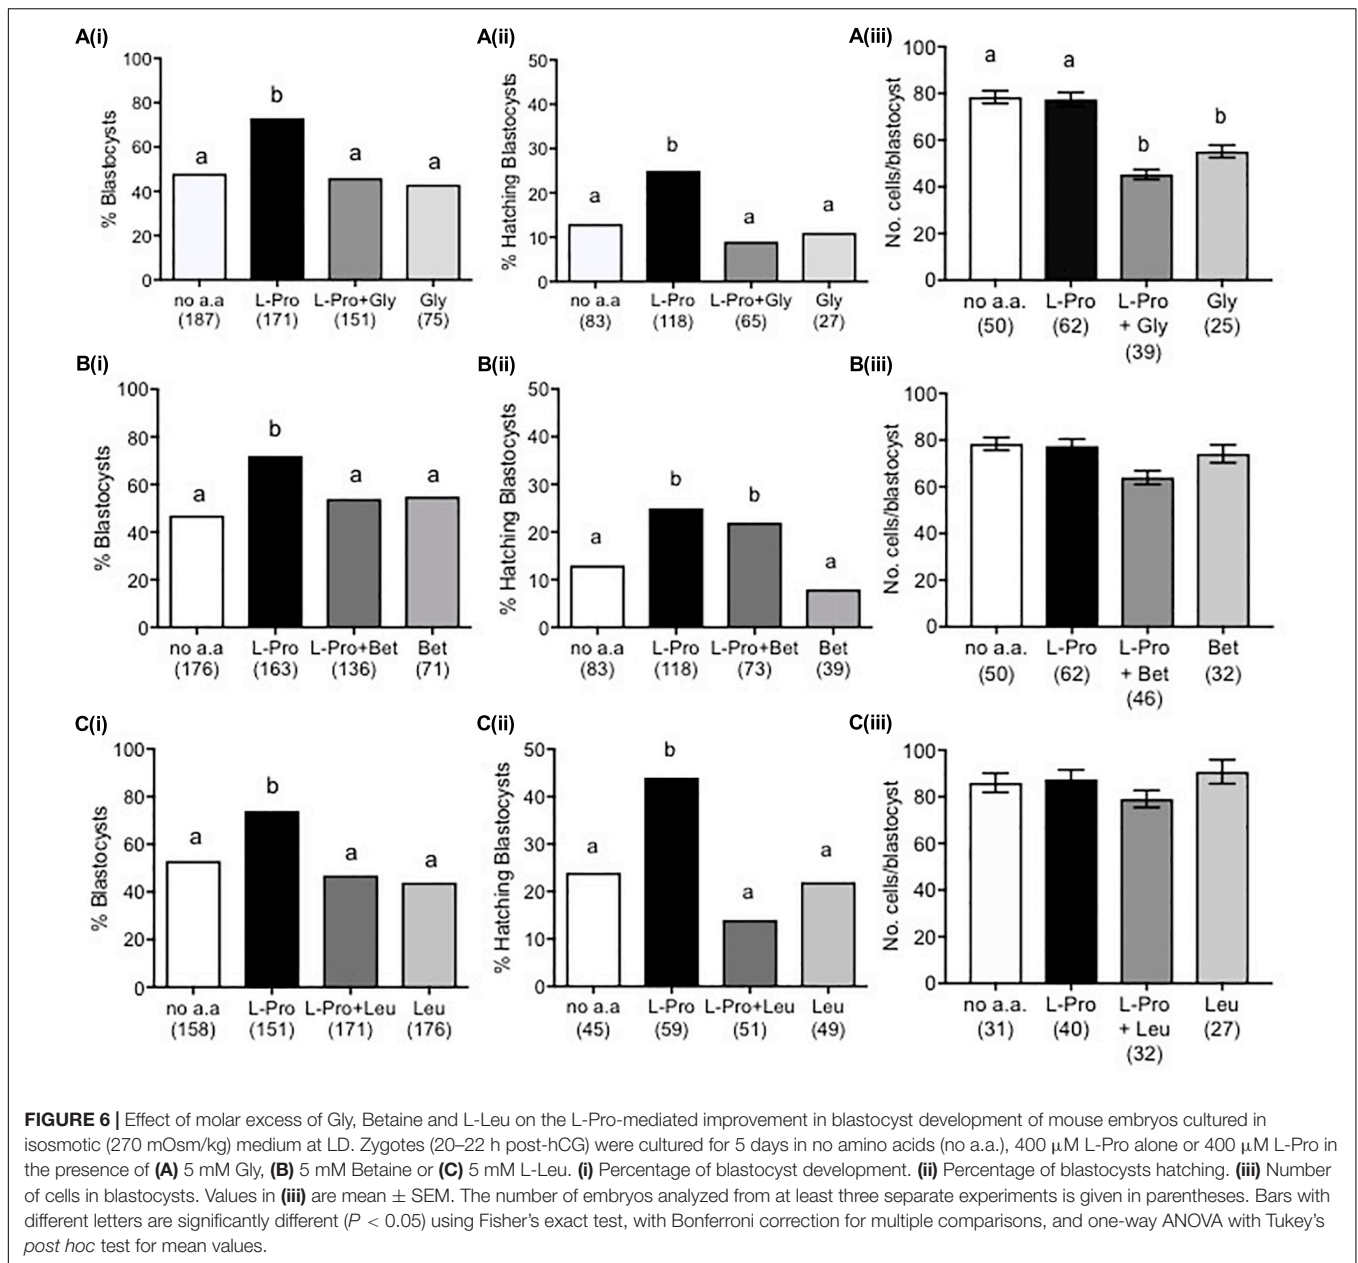 A(i)
% Blastocysts
100
80
60
40
20
0
a
b
a
a
no a.a L-Pro L-Pro+Gly Gly
(187) (171) (151) (75)
A(ii)
% Hatching Blastocysts
50
40
30
20
10
0
a
b
a
a
no a.a L-Pro L-Pro+Gly Gly
(83) (118) (65) (27)
A(iii)
No. cells/blastocyst
100
80
60
40
20
0
a
a
b
b
no a.a. L-Pro L-Pro Gly
(50) (62) + Gly (25)
(39)
B(i)
% Blastocysts
100
80
60
40
20
0
a
b
a
a
no a.a L-Pro L-Pro+Bet Bet
(176) (163) (136) (71)
B(ii)
% Hatching Blastocysts
50
40
30
20
10
0
a
b
b
a
no a.a L-Pro L-Pro+Bet Bet
(83) (118) (73) (39)
B(iii)
No. cells/blastocyst
100
80
60
40
20
0
no a.a. L-Pro L-Pro Bet
(50) (62) + Bet (32)
(46)
C(i)
% Blastocysts
100
80
60
40
20
0
a
b
a
a
no a.a L-Pro L-Pro+Leu Leu
(158) (151) (171) (176)
C(ii)
% Hatching Blastocysts
50
40
30
20
10
0
a
b
a
a
no a.a L-Pro L-Pro+Leu Leu
(45) (59) (51) (49)
C(iii)
No. cells/blastocyst
100
80
60
40
20
0
no a.a. L-Pro L-Pro Leu
(31) (40) + Leu (27)
(32)
FIGURE 6 | Effect of molar excess of Gly, Betaine and L-Leu on the L-Pro-mediated improvement in blastocyst development of mouse embryos cultured in
isosmotic (270 mOsm/kg) medium at LD. Zygotes (20–22 h post-hCG) were cultured for 5 days in no amino acids (no a.a.), 400 μM L-Pro alone or 400 μM L-Pro in
the presence of (A) 5 mM Gly, (B) 5 mM Betaine or (C) 5 mM L-Leu. (i) Percentage of blastocyst development. (ii) Percentage of blastocysts hatching. (iii) Number
of cells in blastocysts. Values in (iii) are mean ± SEM. The number of embryos analyzed from at least three separate experiments is given in parentheses. Bars with
different letters are significantly different (P < 0.05) using Fisher's exact test, with Bonferroni correction for multiple comparisons, and one-way ANOVA with Tukey's
post hoc test for mean values.